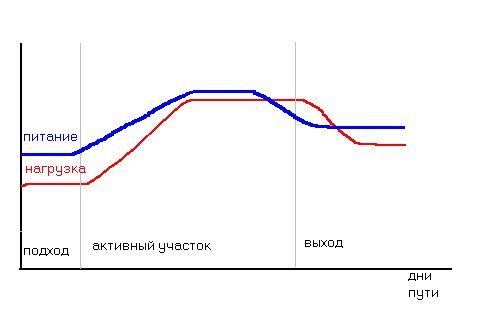 питание
нагрузка
подход
активный участок
выход
дни
пути